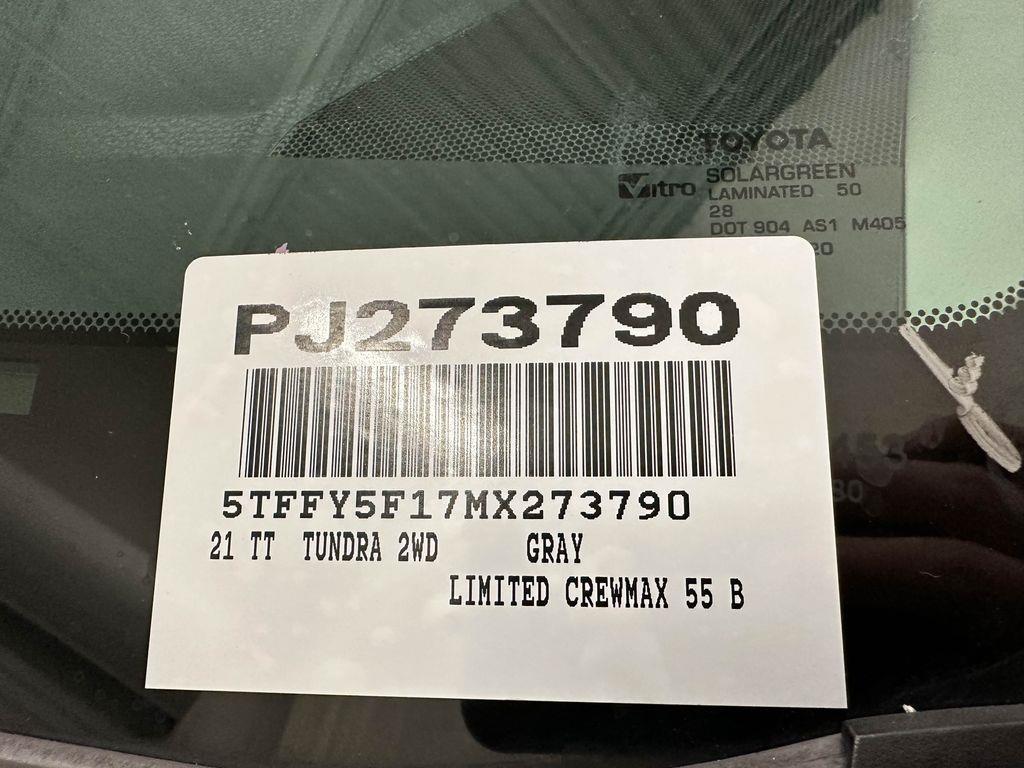 TOYOTA
Vitro SOLARGREEN
LAMINATED 50
28
DOT 904 AS1 M405
20
PJ273790
5TFFY5F17MX273790
21 TT TUNDRA 2WD GRAY
LIMITED CREWMAX 55 B